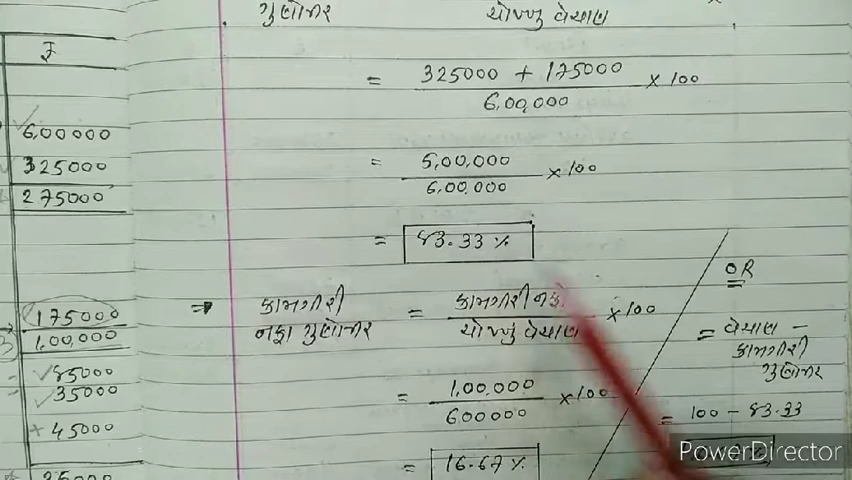 ₹
6,00000
325000
275000
175000
1,00,000
85000
35000
+ 45000
ગુણોત્તર ચોખ્ખુ વેચાણ
= 325000 + 175000 / 6,00,000 × 100
= 5,00,000 / 6,00,000 × 100
= 83.33 %
⇒ કામગીરી નફા ગુણોત્તર = કામગીરી નફો / ચોખ્ખુ વેચાણ × 100
= 1,00,000 / 600000 × 100
= 16.67 %
OR
= વેચાણ –
કામગીરી
ગુણોત્તર
= 100 – 83.33
PowerDirector